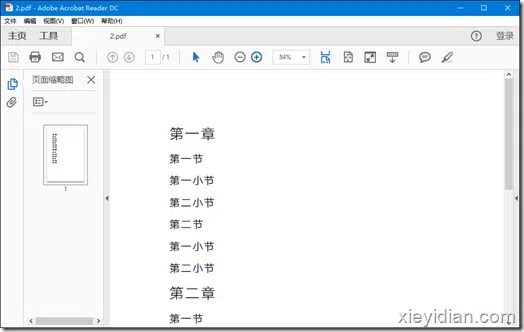 2.pdf - Adobe Acrobat Reader DC
文件 编辑 视图(V) 窗口(W) 帮助(H)
主页 工具 2.pdf × ? 登录
1 / 1 84%
页面缩略图 ×
1
第一章
第一节
第一小节
第二小节
第二节
第一小节
第二小节
第二章
第一节
xieyidian.com